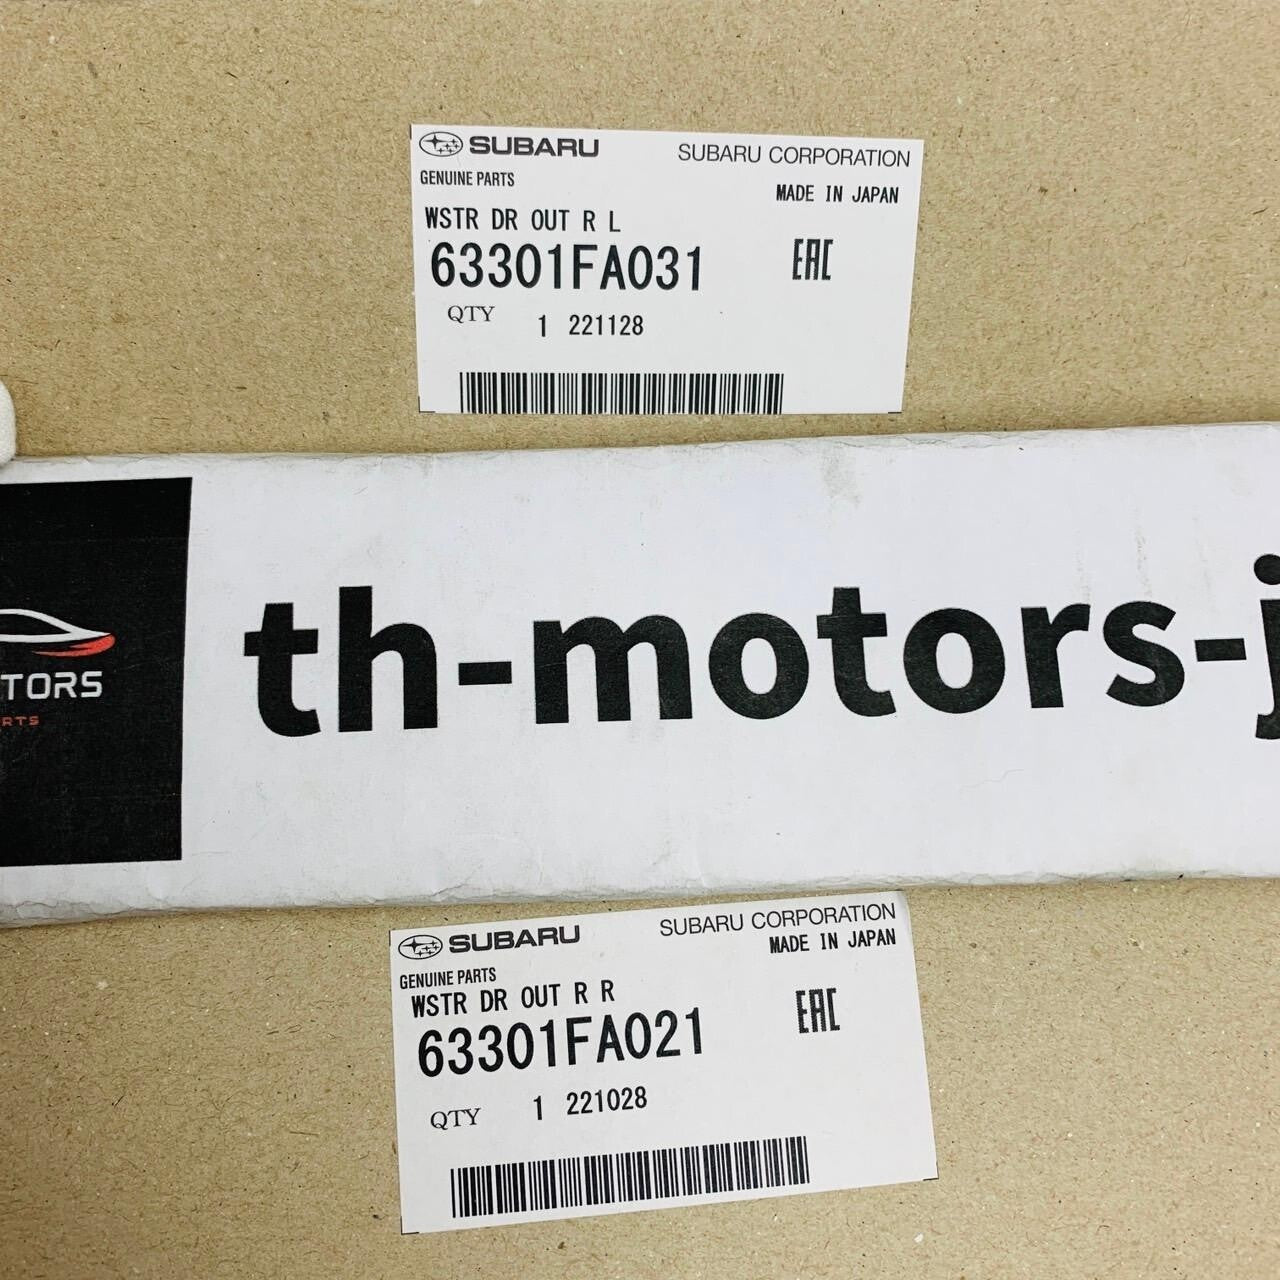 SUBARU
SUBARU CORPORATION
GENUINE PARTS
MADE IN JAPAN
WSTR DR OUT R L
63301FA031
EAC
QTY 1 221128
TORS
RTS
th-motors-j
SUBARU
SUBARU CORPORATION
MADE IN JAPAN
GENUINE PARTS
WSTR DR OUT R R
63301FA021
EAC
QTY 1 221028